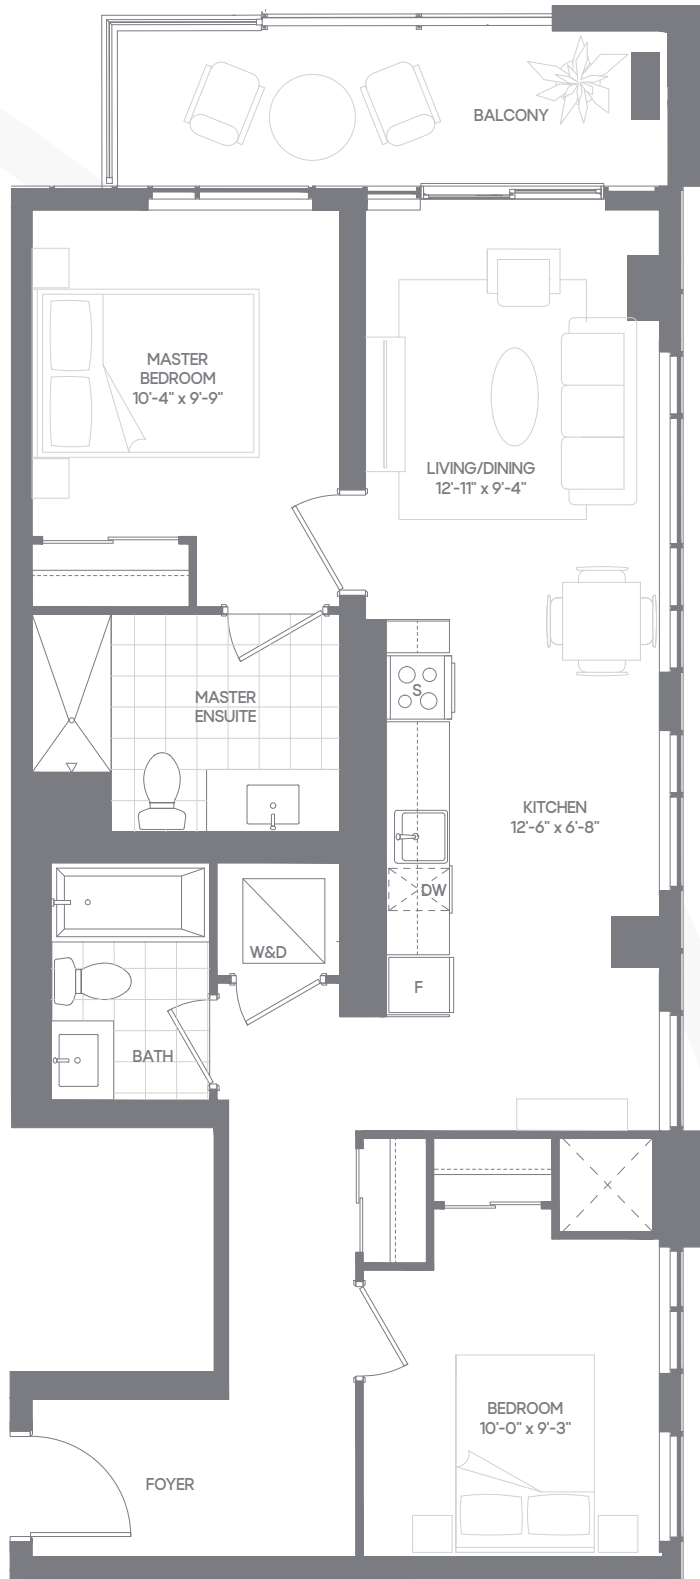 BALCONY
MASTER
BEDROOM
10'-4" x 9'-9"
LIVING/DINING
12'-11" x 9'-4"
S
MASTER
ENSUITE
KITCHEN
12'-6" x 6'-8"
DW
W&D
F
BATH
BEDROOM
10'-0" x 9'-3"
FOYER